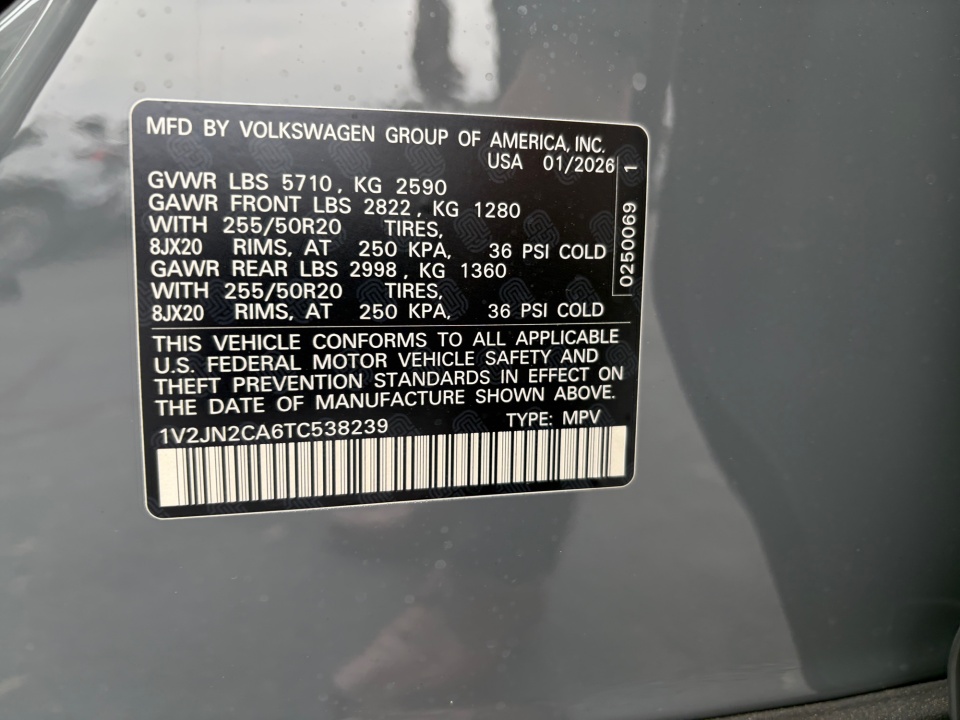 MFD BY VOLKSWAGEN GROUP OF AMERICA, INC.
USA 01/2026
GVWR LBS 5710, KG 2590
GAWR FRONT LBS 2822, KG 1280
WITH 255/50R20 TIRES,
8JX20 RIMS, AT 250 KPA, 36 PSI COLD
GAWR REAR LBS 2998, KG 1360
WITH 255/50R20 TIRES,
8JX20 RIMS, AT 250 KPA, 36 PSI COLD
0250069 1
THIS VEHICLE CONFORMS TO ALL APPLICABLE
U.S. FEDERAL MOTOR VEHICLE SAFETY AND
THEFT PREVENTION STANDARDS IN EFFECT ON
THE DATE OF MANUFACTURE SHOWN ABOVE.
1V2JN2CA6TC538239 TYPE: MPV